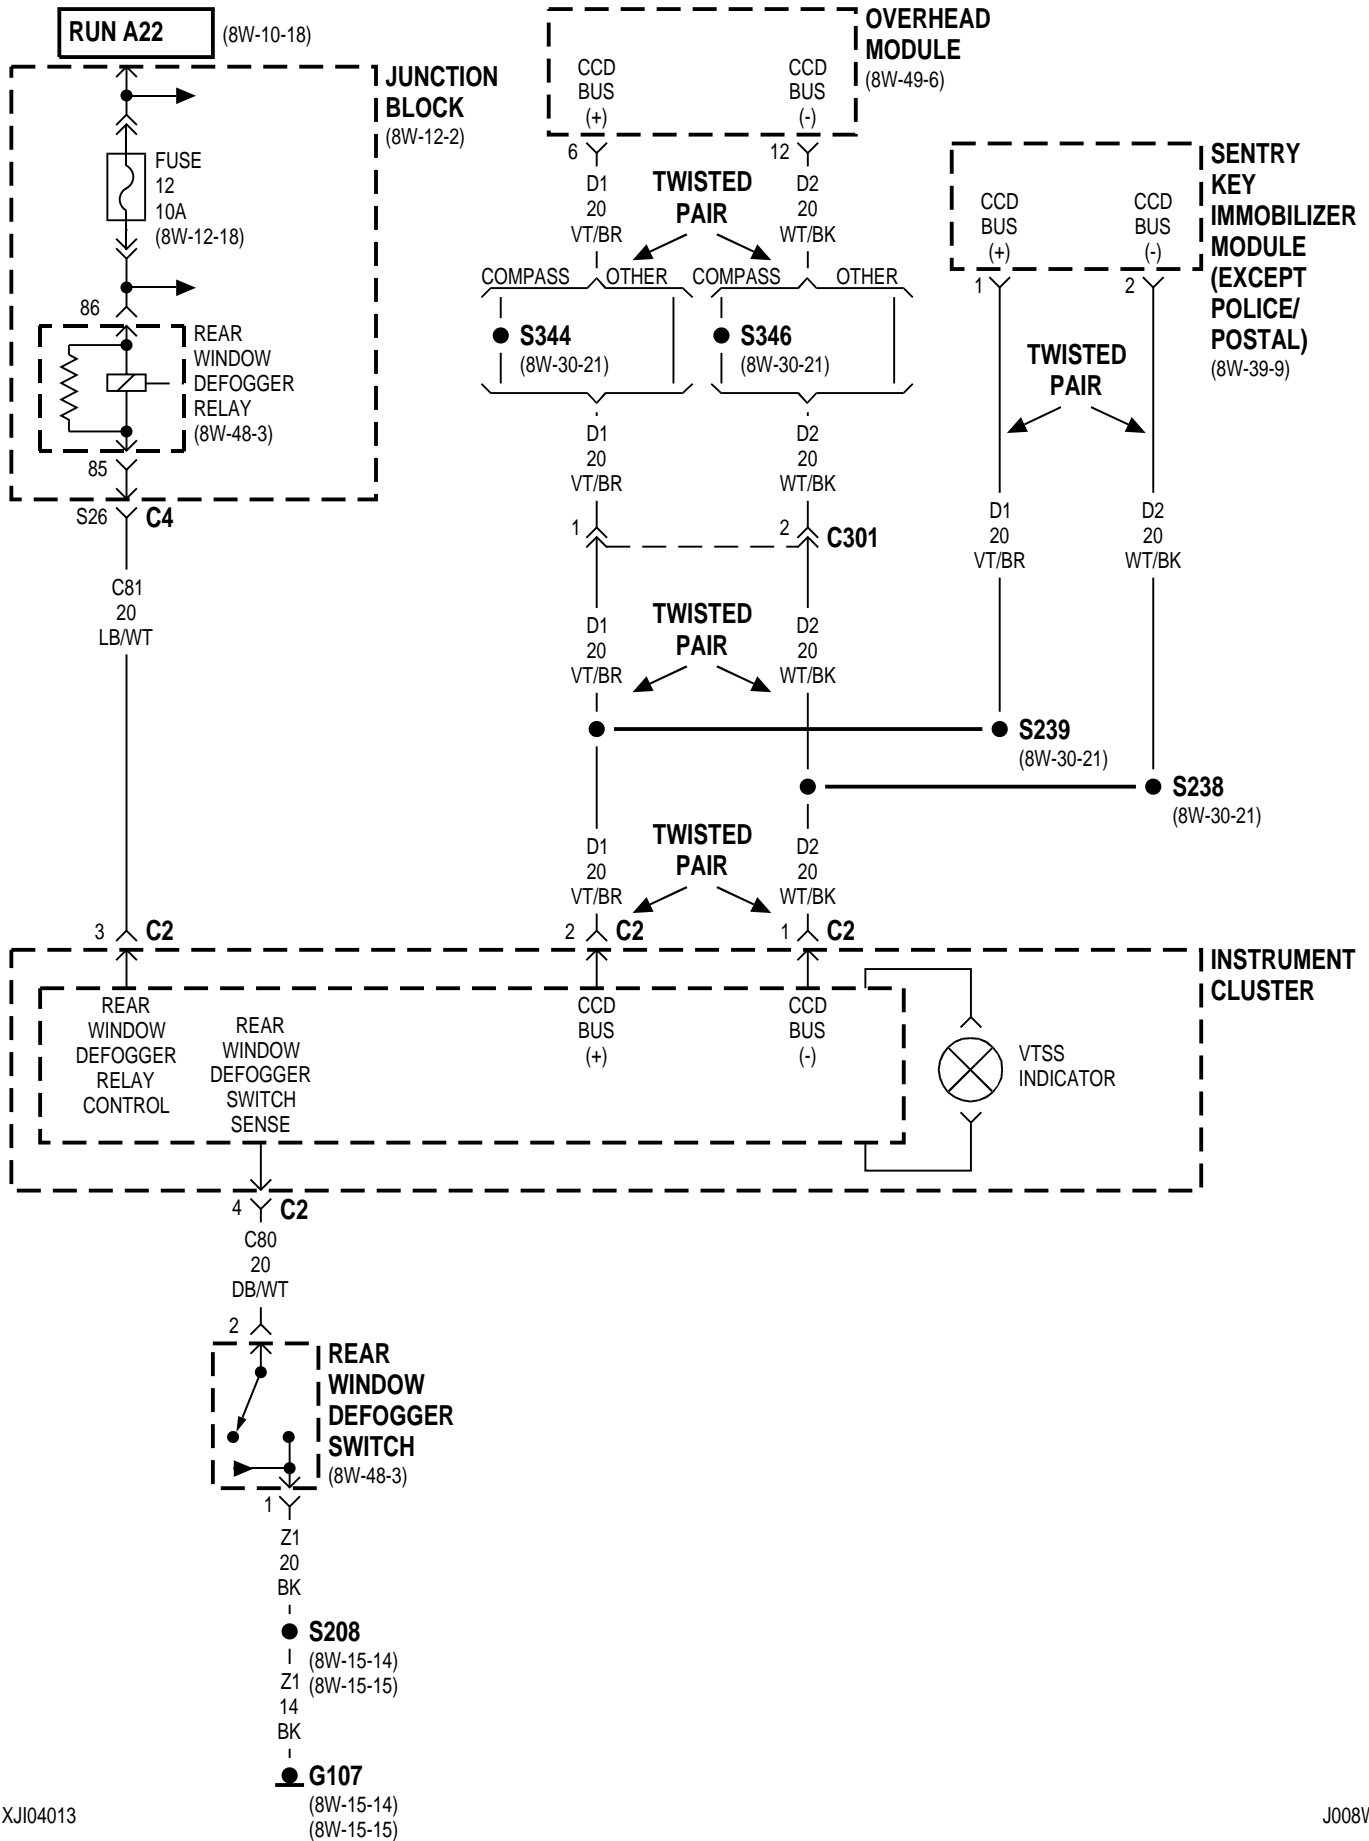 RUN A22
(8W-10-18)
JUNCTION
BLOCK
(8W-12-2)
FUSE
12
10A
(8W-12-18)
86
REAR
WINDOW
DEFOGGER
RELAY
(8W-48-3)
85
S26
C4
C81
20
LB/WT
3
C2
OVERHEAD
MODULE
(8W-49-6)
CCD
BUS
(+)
CCD
BUS
(-)
6
12
D1
20
VT/BR
TWISTED
PAIR
D2
20
WT/BK
COMPASS
OTHER
COMPASS
OTHER
S344
(8W-30-21)
S346
(8W-30-21)
D1
20
VT/BR
D2
20
WT/BK
1
2
C301
D1
20
VT/BR
TWISTED
PAIR
D2
20
WT/BK
SENTRY
KEY
IMMOBILIZER
MODULE
(EXCEPT
POLICE/
POSTAL)
(8W-39-9)
CCD
BUS
(+)
CCD
BUS
(-)
1
2
TWISTED
PAIR
D1
20
VT/BR
D2
20
WT/BK
S239
(8W-30-21)
S238
(8W-30-21)
D1
20
VT/BR
TWISTED
PAIR
D2
20
WT/BK
2
C2
1
C2
INSTRUMENT
CLUSTER
REAR
WINDOW
DEFOGGER
RELAY
CONTROL
REAR
WINDOW
DEFOGGER
SWITCH
SENSE
CCD
BUS
(+)
CCD
BUS
(-)
VTSS
INDICATOR
4
C2
C80
20
DB/WT
2
REAR
WINDOW
DEFOGGER
SWITCH
(8W-48-3)
1
Z1
20
BK
S208
(8W-15-14)
(8W-15-15)
Z1
14
BK
G107
(8W-15-14)
(8W-15-15)
XJI04013